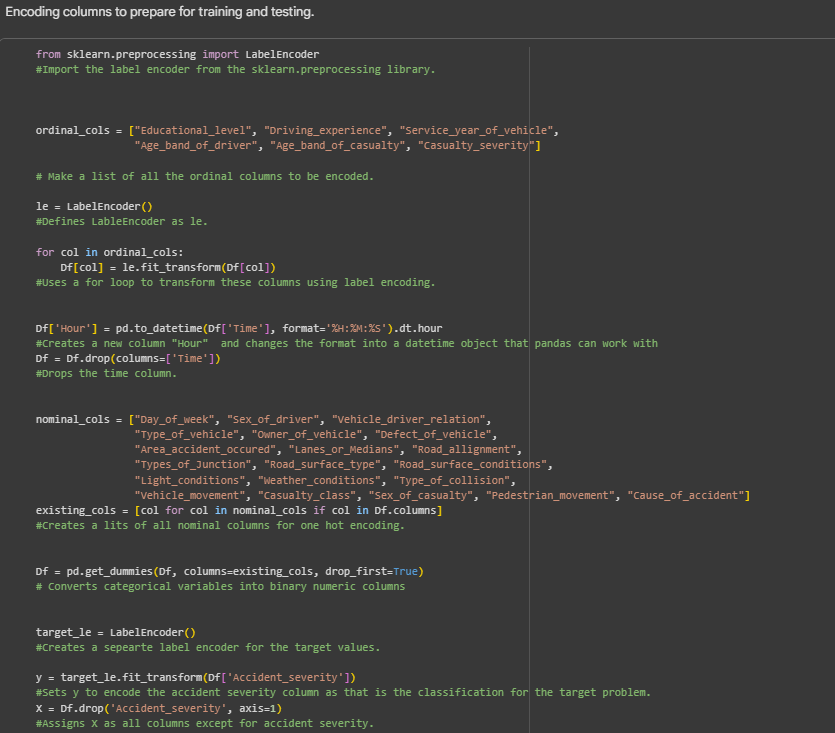 Encoding columns to prepare for training and testing.
from sklearn.preprocessing import LabelEncoder
#Import the label encoder from the sklearn.preprocessing library.
ordinal_cols = ["Educational_level", "Driving_experience", "Service_year_of_vehicle",
"Age_band_of_driver", "Age_band_of_casualty", "Casualty_severity"]
# Make a list of all the ordinal columns to be encoded.
le = LabelEncoder()
#Defines LableEncoder as le.
for col in ordinal_cols:
Df[col] = le.fit_transform(Df[col])
#Uses a for loop to transform these columns using label encoding.
Df['Hour'] = pd.to_datetime(Df['Time'], format='%H:%M:%S').dt.hour
#Creates a new column "Hour"  and changes the format into a datetime object that pandas can work with
Df = Df.drop(columns=['Time'])
#Drops the time column.
nominal_cols = ["Day_of_week", "Sex_of_driver", "Vehicle_driver_relation",
"Type_of_vehicle", "Owner_of_vehicle", "Defect_of_vehicle",
"Area_accident_occured", "Lanes_or_Medians", "Road_allignment",
"Types_of_Junction", "Road_surface_type", "Road_surface_conditions",
"Light_conditions", "Weather_conditions", "Type_of_collision",
"Vehicle_movement", "Casualty_class", "Sex_of_casualty", "Pedestrian_movement", "Cause_of_accident"]
existing_cols = [col for col in nominal_cols if col in Df.columns]
#Creates a lits of all nominal columns for one hot encoding.
Df = pd.get_dummies(Df, columns=existing_cols, drop_first=True)
# Converts categorical variables into binary numeric columns
target_le = LabelEncoder()
#Creates a sepearte label encoder for the target values.
y = target_le.fit_transform(Df['Accident_severity'])
#Sets y to encode the accident severity column as that is the classification for the target problem.
X = Df.drop('Accident_severity', axis=1)
#Assigns X as all columns except for accident severity.